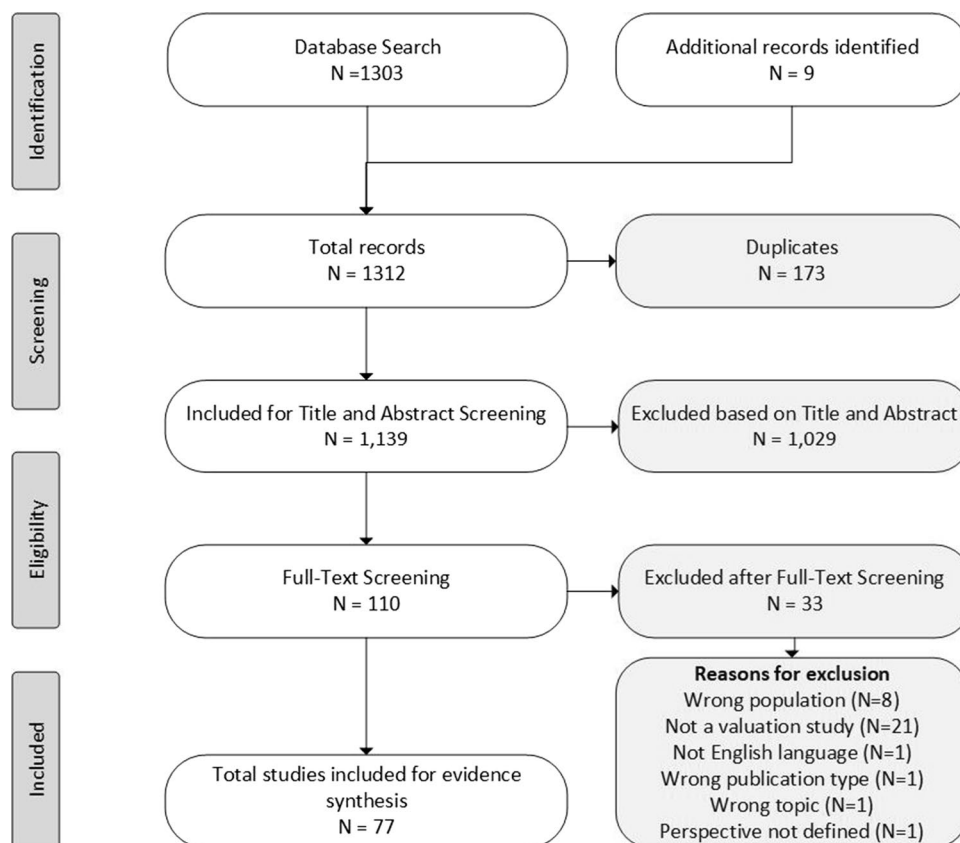 Identification
Database Search
N =1303
Additional records identified
N = 9
Screening
Total records
N = 1312
Duplicates
N = 173
Included for Title and Abstract Screening
N = 1,139
Excluded based on Title and Abstract
N = 1,029
Eligibility
Full-Text Screening
N = 110
Excluded after Full-Text Screening
N = 33
Included
Total studies included for evidence
synthesis
N = 77
Reasons for exclusion
Wrong population (N=8)
Not a valuation study (N=21)
Not English language (N=1)
Wrong publication type (N=1)
Wrong topic (N=1)
Perspective not defined (N=1)